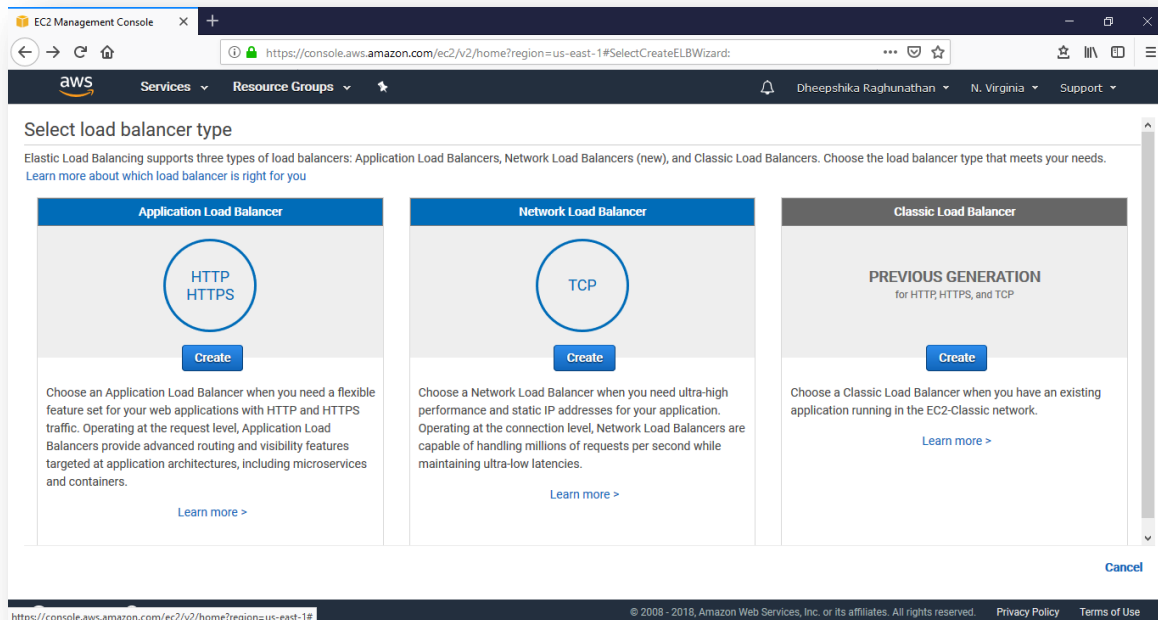 EC2 Management Console
https://console.aws.amazon.com/ec2/v2/home?region=us-east-1#SelectCreateELBWizard:
aws Services Resource Groups Dheepshika Raghunathan N. Virginia Support
Select load balancer type
Elastic Load Balancing supports three types of load balancers: Application Load Balancers, Network Load Balancers (new), and Classic Load Balancers. Choose the load balancer type that meets your needs.
Learn more about which load balancer is right for you
Application Load Balancer
HTTP
HTTPS
Create
Choose an Application Load Balancer when you need a flexible
feature set for your web applications with HTTP and HTTPS
traffic. Operating at the request level, Application Load
Balancers provide advanced routing and visibility features
targeted at application architectures, including microservices
and containers.
Learn more >
Network Load Balancer
TCP
Create
Choose a Network Load Balancer when you need ultra-high
performance and static IP addresses for your application.
Operating at the connection level, Network Load Balancers are
capable of handling millions of requests per second while
maintaining ultra-low latencies.
Learn more >
Classic Load Balancer
PREVIOUS GENERATION
for HTTP, HTTPS, and TCP
Create
Choose a Classic Load Balancer when you have an existing
application running in the EC2-Classic network.
Learn more >
Cancel
https://console.aws.amazon.com/ec2/v2/home?region=us-east-1#
© 2008 - 2018, Amazon Web Services, Inc. or its affiliates. All rights reserved. Privacy Policy Terms of Use